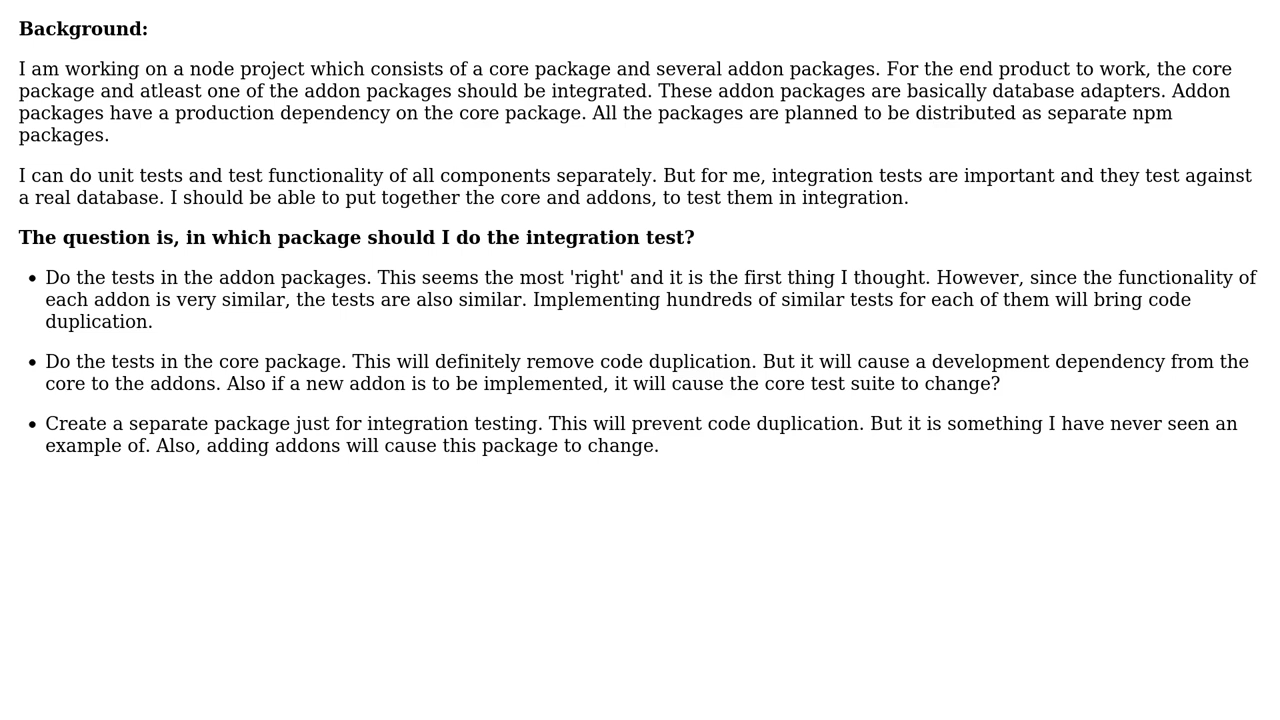 Background:
I am working on a node project which consists of a core package and several addon packages. For the end product to work, the core
package and atleast one of the addon packages should be integrated. These addon packages are basically database adapters. Addon
packages have a production dependency on the core package. All the packages are planned to be distributed as separate npm
packages.
I can do unit tests and test functionality of all components separately. But for me, integration tests are important and they test against
a real database. I should be able to put together the core and addons, to test them in integration.
The question is, in which package should I do the integration test?
• Do the tests in the addon packages. This seems the most 'right' and it is the first thing I thought. However, since the functionality of
each addon is very similar, the tests are also similar. Implementing hundreds of similar tests for each of them will bring code
duplication.
• Do the tests in the core package. This will definitely remove code duplication. But it will cause a development dependency from the
core to the addons. Also if a new addon is to be implemented, it will cause the core test suite to change?
• Create a separate package just for integration testing. This will prevent code duplication. But it is something I have never seen an
example of. Also, adding addons will cause this package to change.